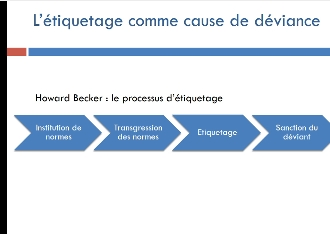 L'étiquetage comme cause de déviance
Howard Becker : le processus d'étiquetage
Institution de
normes
Transgression
des normes
Etiquetage
Sanction du
déviant